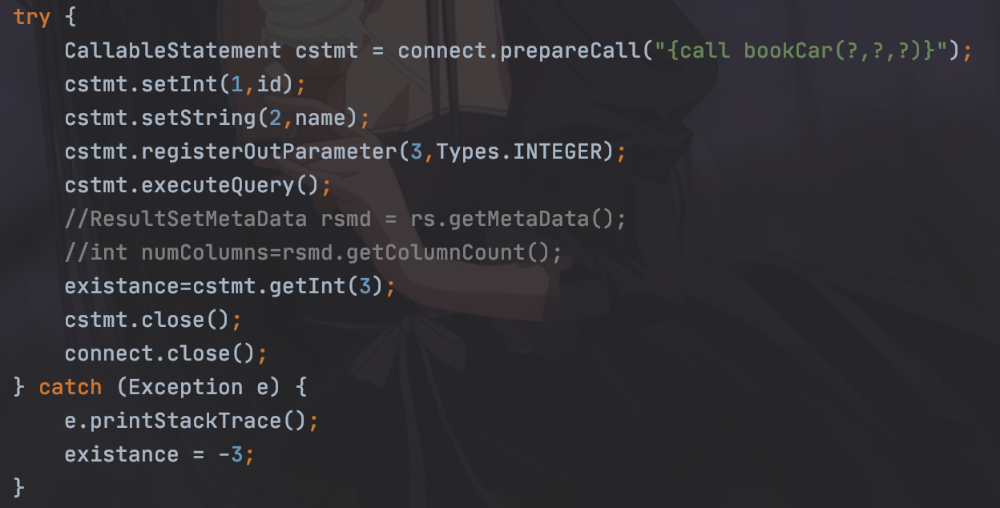 try {
    CallableStatement cstmt = connect.prepareCall("{call bookCar(?,?,?)}");
    cstmt.setInt(1,id);
    cstmt.setString(2,name);
    cstmt.registerOutParameter(3,Types.INTEGER);
    cstmt.executeQuery();
    //ResultSetMetaData rsmd = rs.getMetaData();
    //int numColumns=rsmd.getColumnCount();
    existance=cstmt.getInt(3);
    cstmt.close();
    connect.close();
} catch (Exception e) {
    e.printStackTrace();
    existance = -3;
}